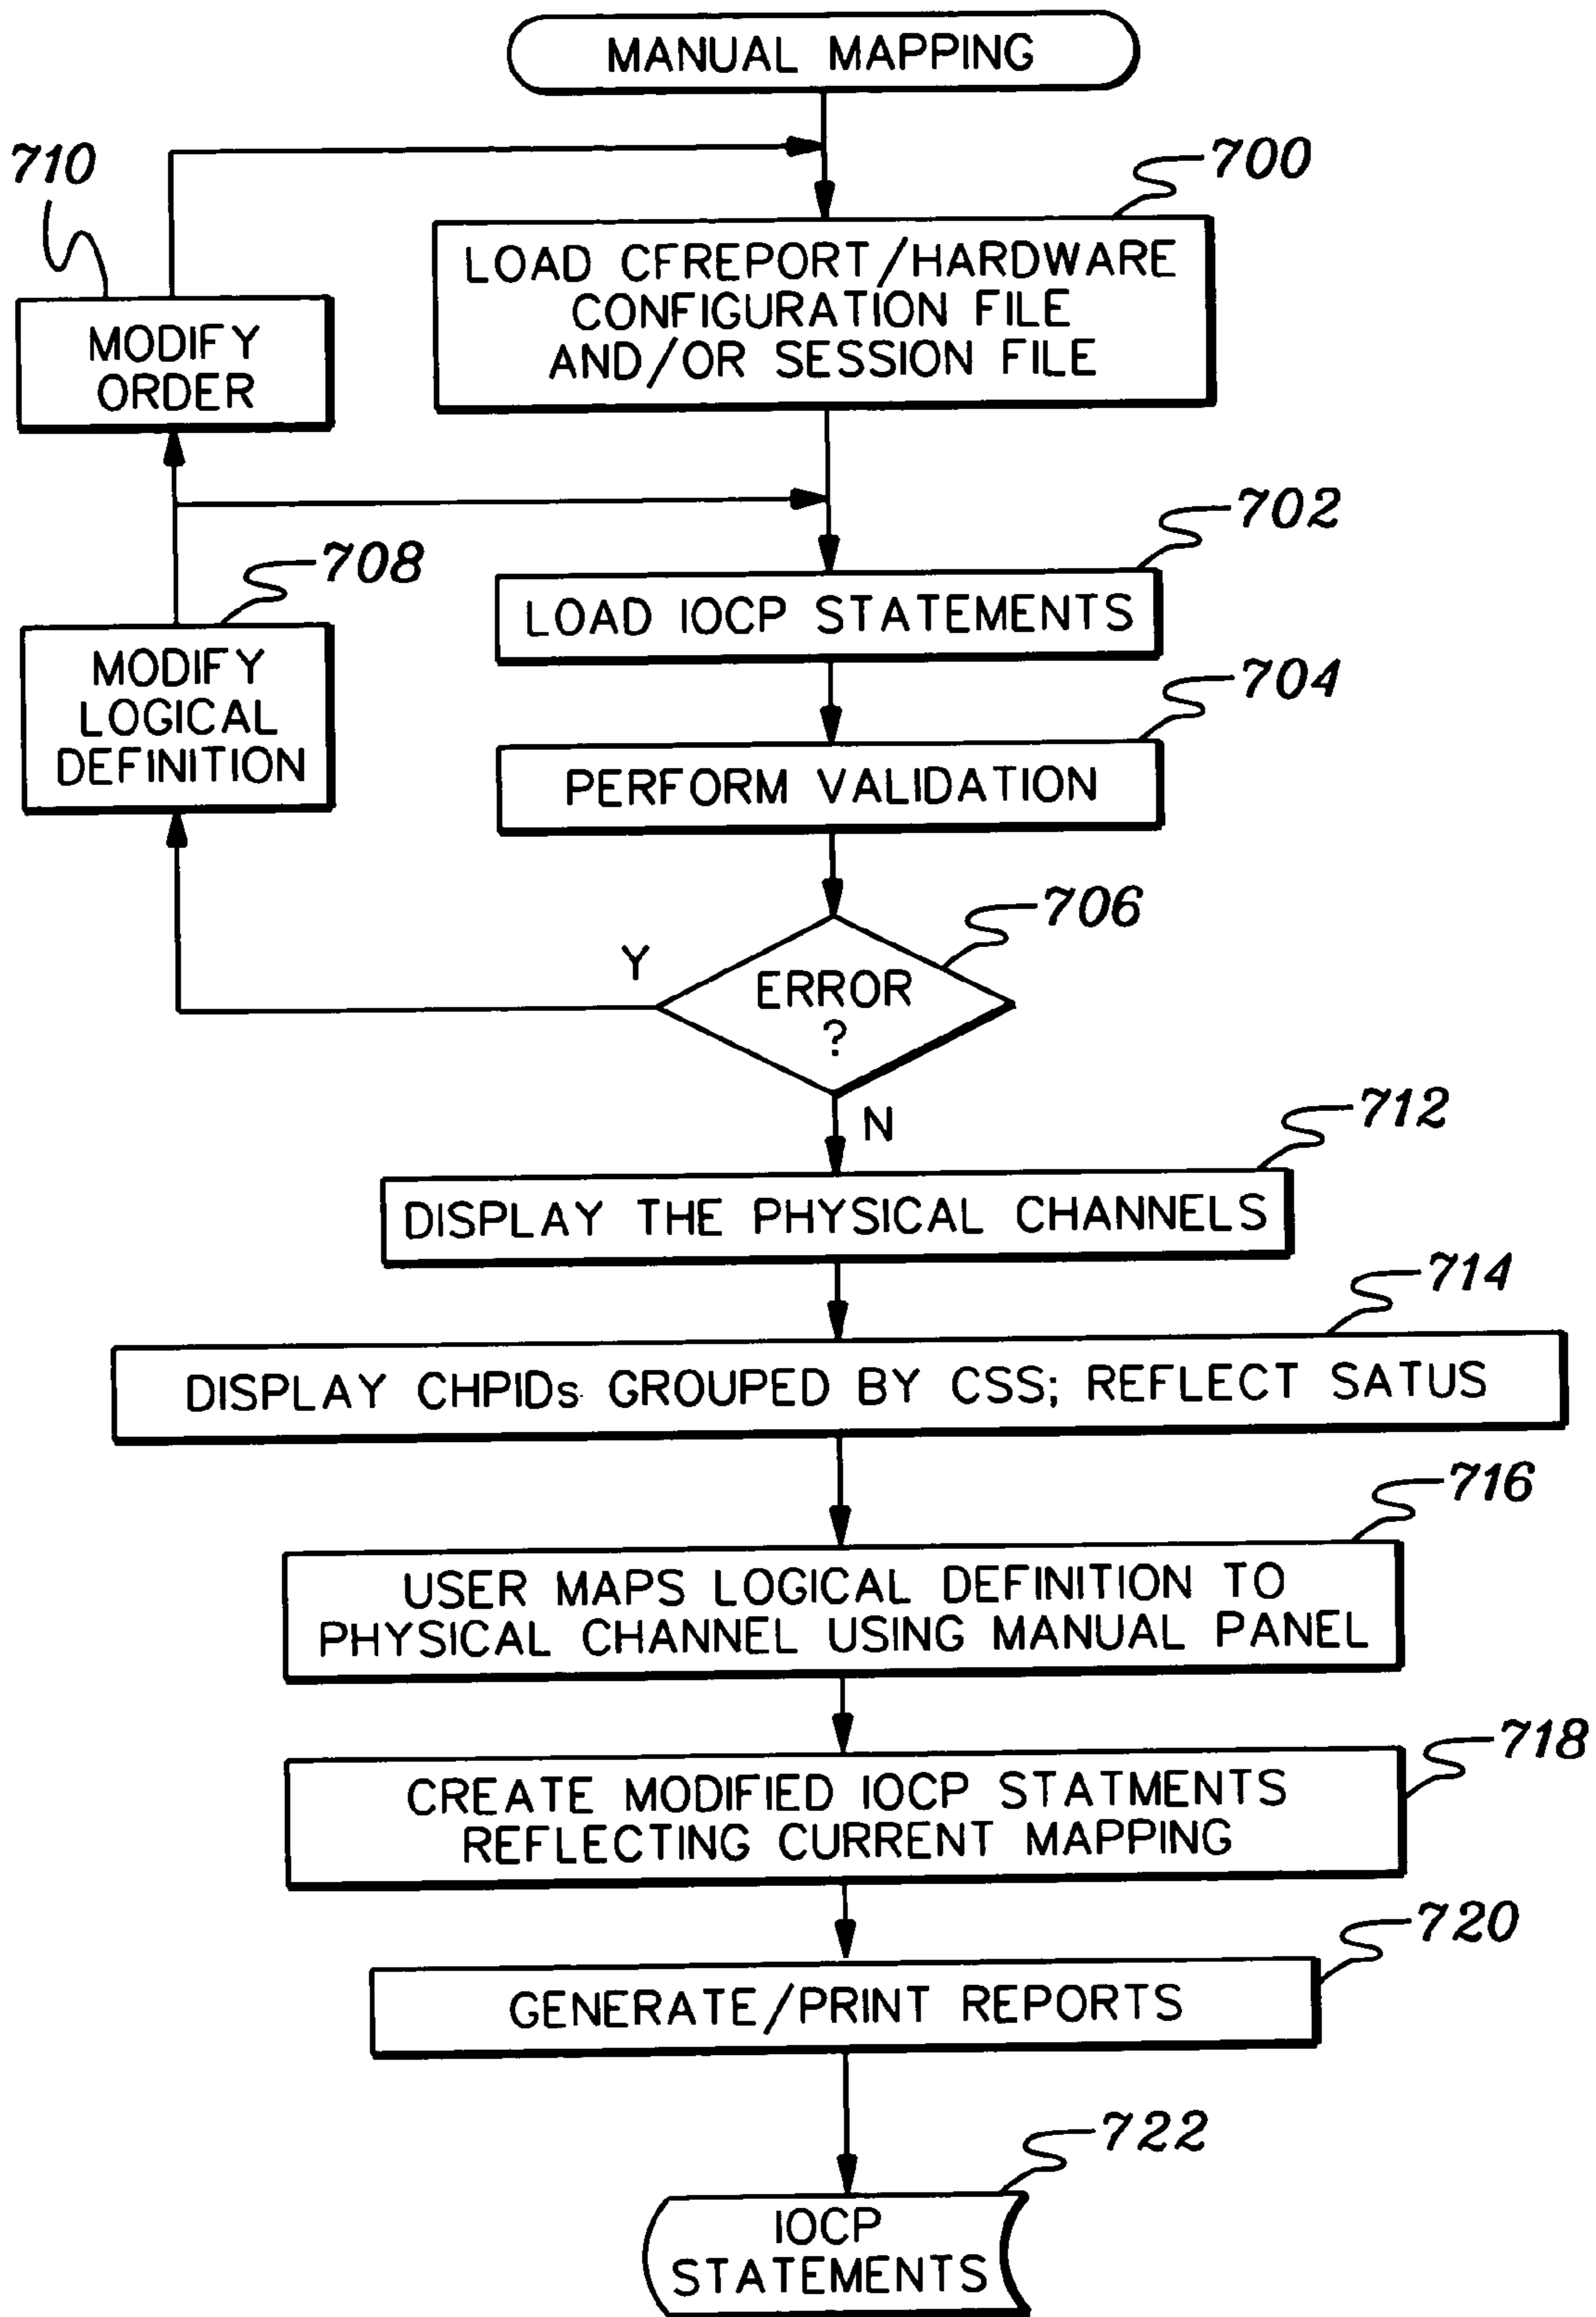 MANUAL MAPPING
710
700
LOAD CFREPORT/HARDWARE
CONFIGURATION FILE
AND/OR SESSION FILE
MODIFY
ORDER
702
708
LOAD IOCP STATEMENTS
MODIFY
LOGICAL
DEFINITION
704
PERFORM VALIDATION
706
Y
ERROR
?
N
712
DISPLAY THE PHYSICAL CHANNELS
714
DISPLAY CHPIDs GROUPED BY CSS; REFLECT SATUS
716
USER MAPS LOGICAL DEFINITION TO
PHYSICAL CHANNEL USING MANUAL PANEL
718
CREATE MODIFIED IOCP STATMENTS
REFLECTING CURRENT MAPPING
720
GENERATE/PRINT REPORTS
722
IOCP
STATEMENTS